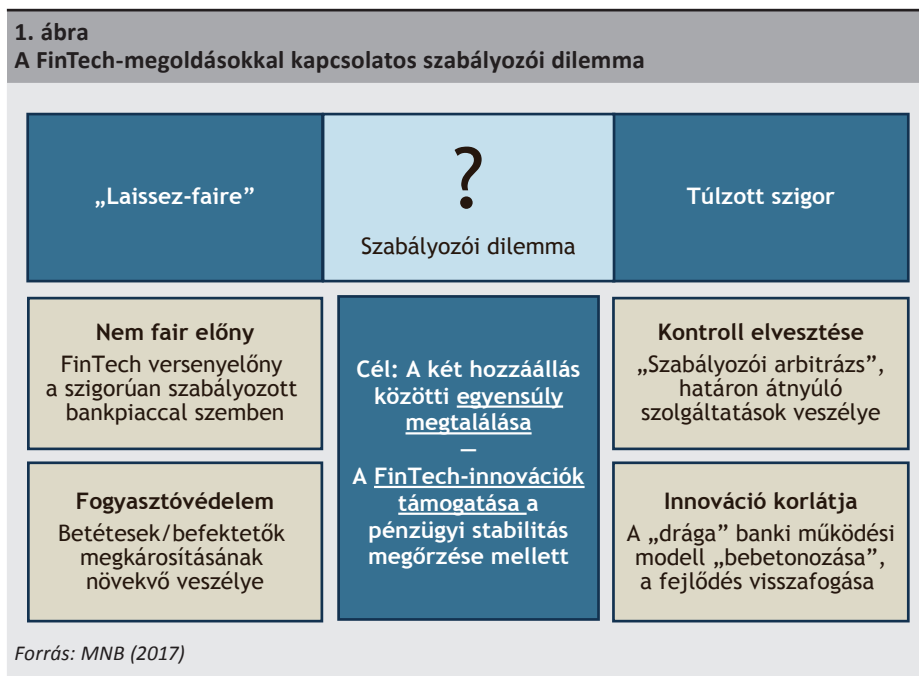 1. ábra
A FinTech-megoldásokkal kapcsolatos szabályozói dilemma
„Laissez-faire”
?
Szabályozói dilemma
Túlzott szigor
Nem fair előny
FinTech versenyelőny
a szigorúan szabályozott
bankpiaccal szemben
Fogyasztóvédelem
Betétesek/befektetők
megkárosításának
növekvő veszélye
Cél: A két hozzáállás
közötti egyensúly
megtalálása
—
A FinTech-innovációk
támogatása a
pénzügyi stabilitás
megőrzése mellett
Kontroll elvesztése
„Szabályozói arbitrázs”,
határon átnyúló
szolgáltatások veszélye
Innováció korlátja
A „drága” banki működési
modell „bebetonozása”,
a fejlődés visszafogása
Forrás: MNB (2017)